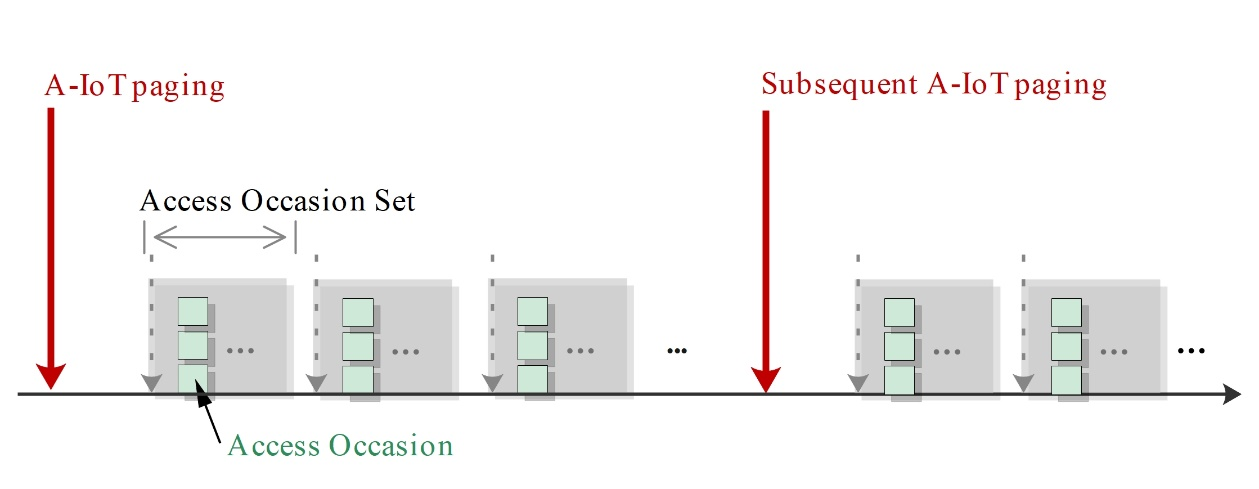 A-IoT paging
Subsequent A-IoT paging
Access Occasion Set
...
...
...
...
...
...
...
Access Occasion